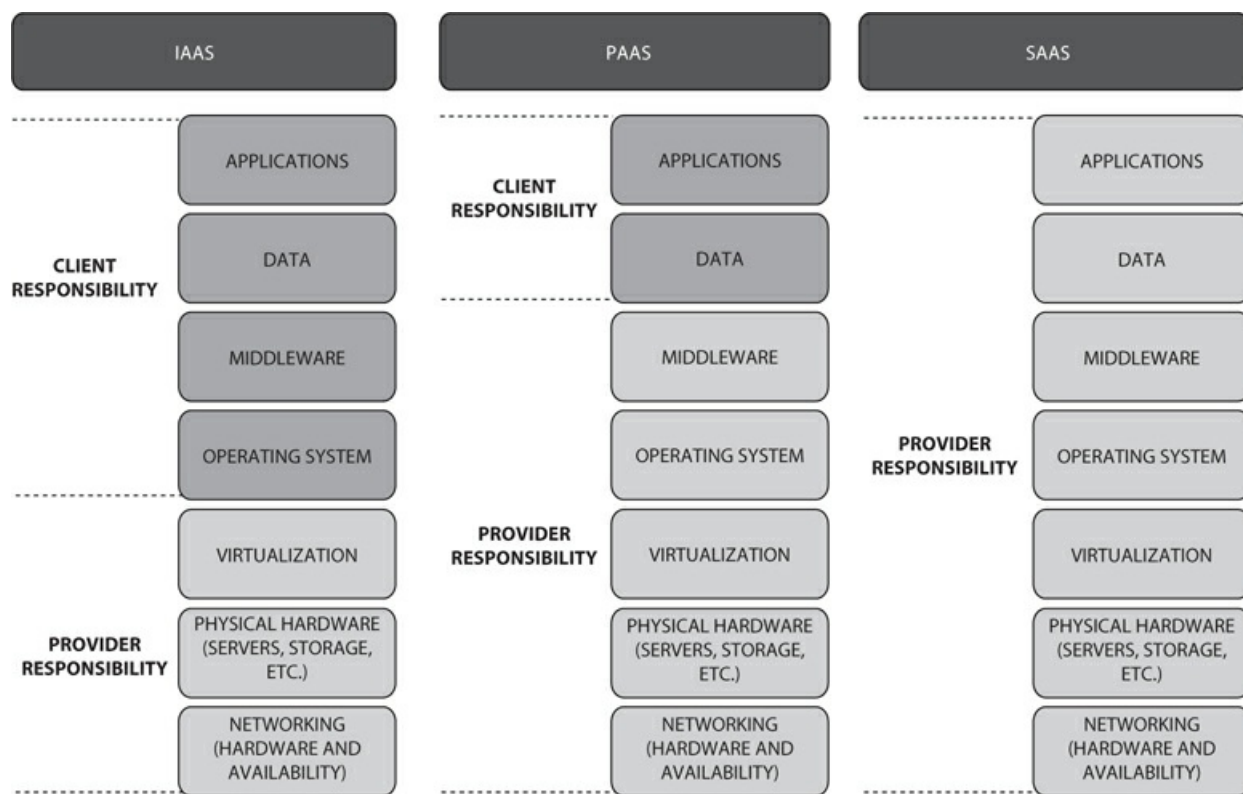 IAAS
CLIENT
RESPONSIBILITY
APPLICATIONS
DATA
MIDDLEWARE
OPERATING SYSTEM
PROVIDER
RESPONSIBILITY
VIRTUALIZATION
PHYSICAL HARDWARE
(SERVERS, STORAGE,
ETC.)
NETWORKING
(HARDWARE AND
AVAILABILITY)
PAAS
CLIENT
RESPONSIBILITY
APPLICATIONS
DATA
PROVIDER
RESPONSIBILITY
MIDDLEWARE
OPERATING SYSTEM
VIRTUALIZATION
PHYSICAL HARDWARE
(SERVERS, STORAGE,
ETC.)
NETWORKING
(HARDWARE AND
AVAILABILITY)
SAAS
PROVIDER
RESPONSIBILITY
APPLICATIONS
DATA
MIDDLEWARE
OPERATING SYSTEM
VIRTUALIZATION
PHYSICAL HARDWARE
(SERVERS, STORAGE,
ETC.)
NETWORKING
(HARDWARE AND
AVAILABILITY)